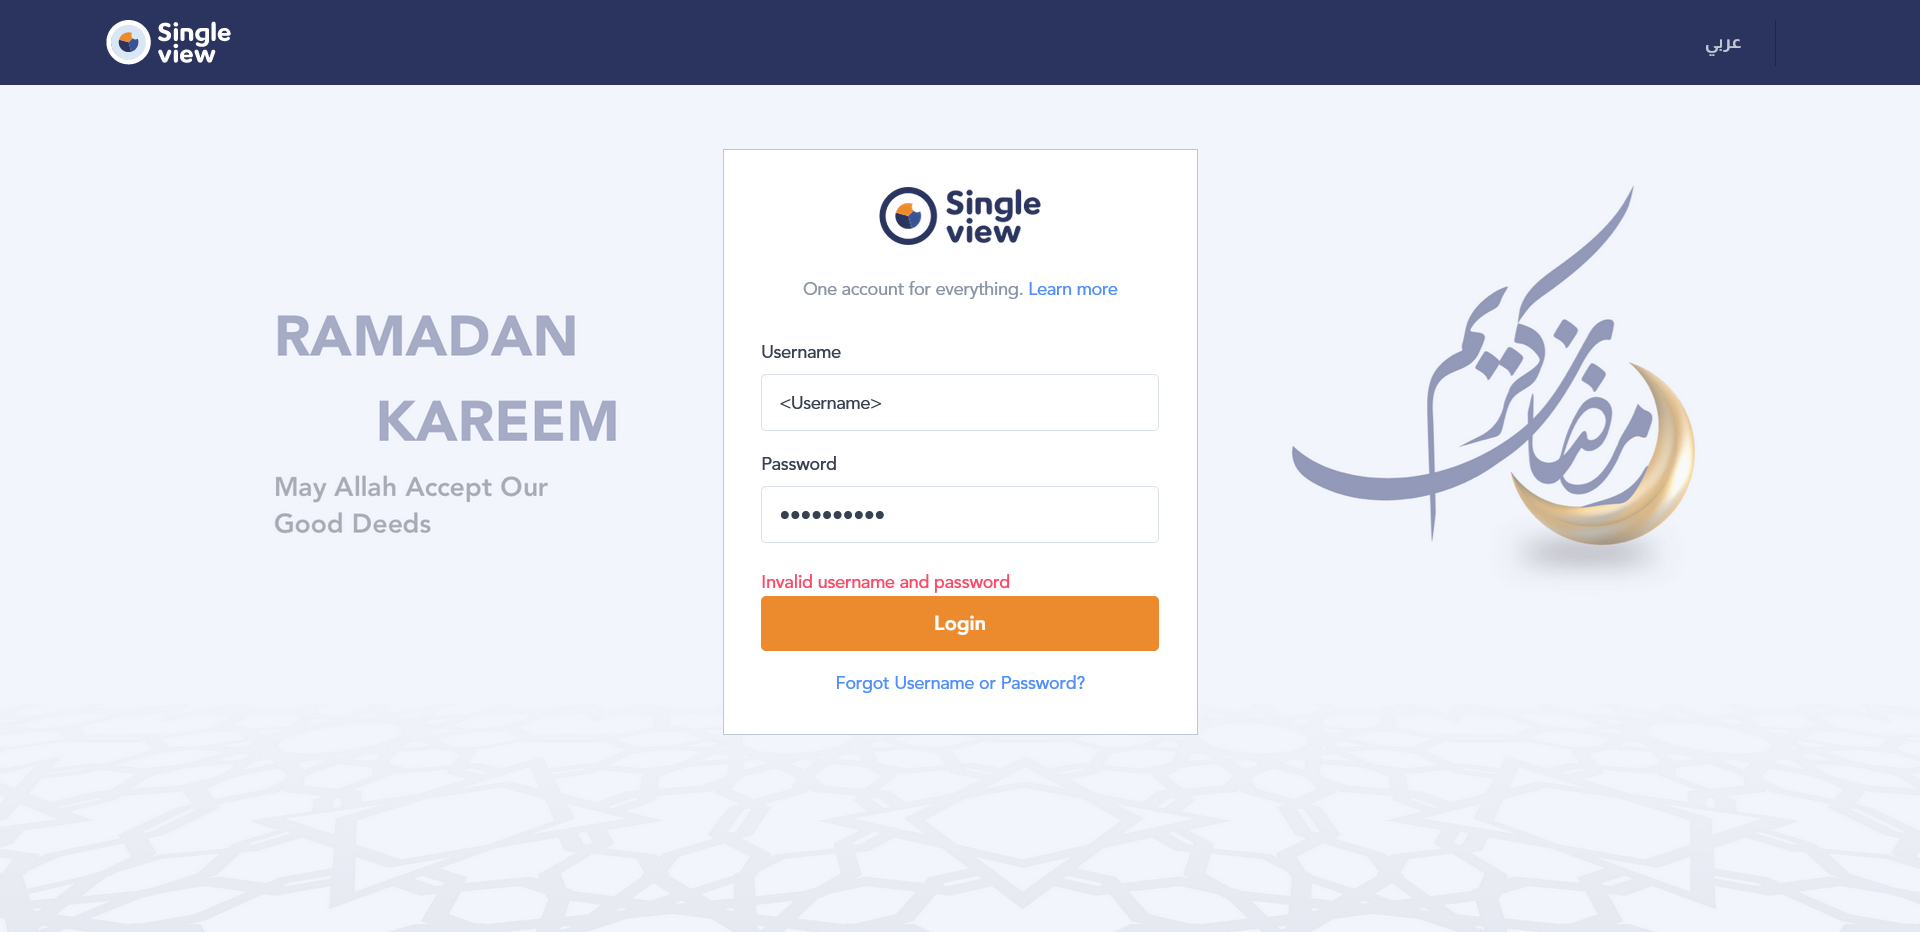 Single
view
عربي
Single
view
One account for everything. Learn more
RAMADAN
KAREEM
May Allah Accept Our
Good Deeds
Username
<Username>
Password
Invalid username and password
Login
Forgot Username or Password?
رمضان كريم